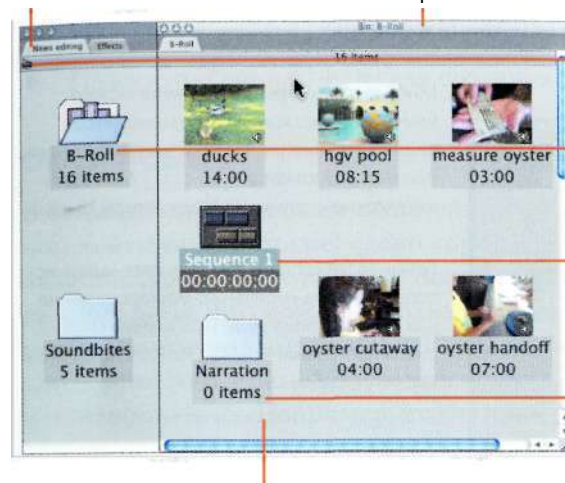 Bin: B-Roll
News editing
Effects
B-Roll
16 items
B-Roll
16 items
ducks
14:00
hgv pool
08:15
measure oyster
03:00
Sequence 1
00:00:00;00
Soundbites
5 items
Narration
0 items
oyster cutaway
04:00
oyster handoff
07:00